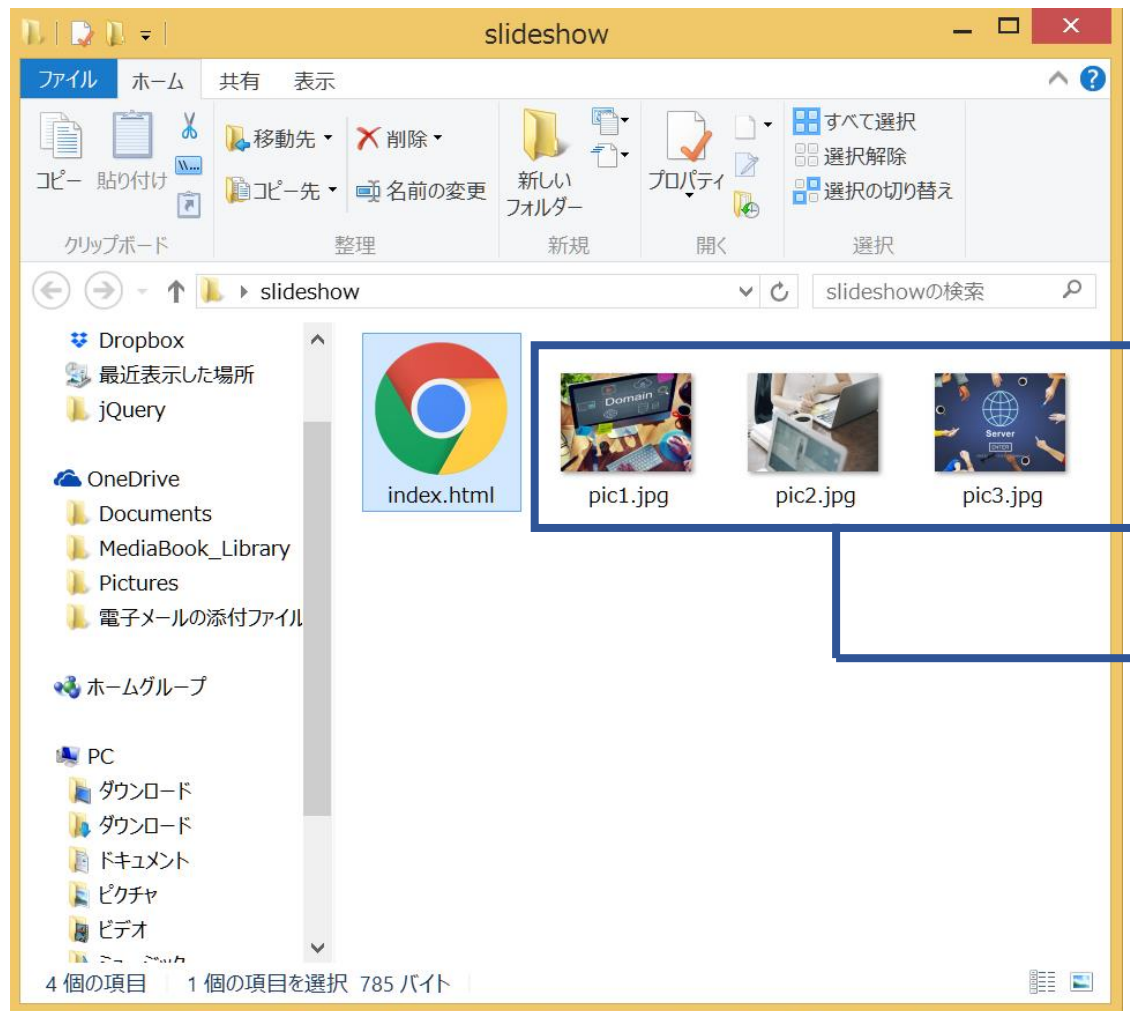 slideshow
ファイル ホーム 共有 表示
コピー 貼り付け
移動先 削除
コピー先 名前の変更
新しい
フォルダー
プロパティ
すべて選択
選択解除
選択の切り替え
クリップボード 整理 新規 開く 選択
slideshow slideshowの検索
Dropbox
最近表示した場所
jQuery
OneDrive
Documents
MediaBook_Library
Pictures
電子メールの添付ファイル
ホームグループ
PC
ダウンロード
ダウンロード
ドキュメント
ピクチャ
ビデオ
Domain
Server
ENTER
index.html pic1.jpg pic2.jpg pic3.jpg
4 個の項目 1 個の項目を選択 785 バイト